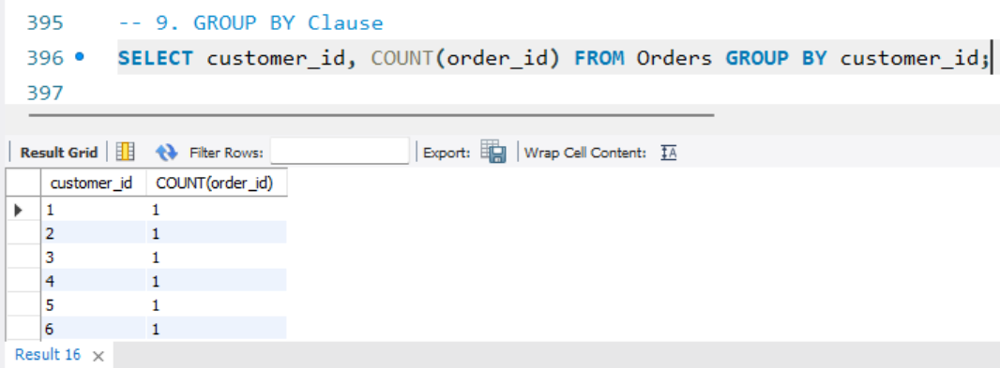 395 -- 9. GROUP BY Clause
396 SELECT customer_id, COUNT(order_id) FROM Orders GROUP BY customer_id;
397
Result Grid Filter Rows: Export: Wrap Cell Content: IA
customer_id COUNT(order_id)
1 1
2 1
3 1
4 1
5 1
6 1
Result 16 ×